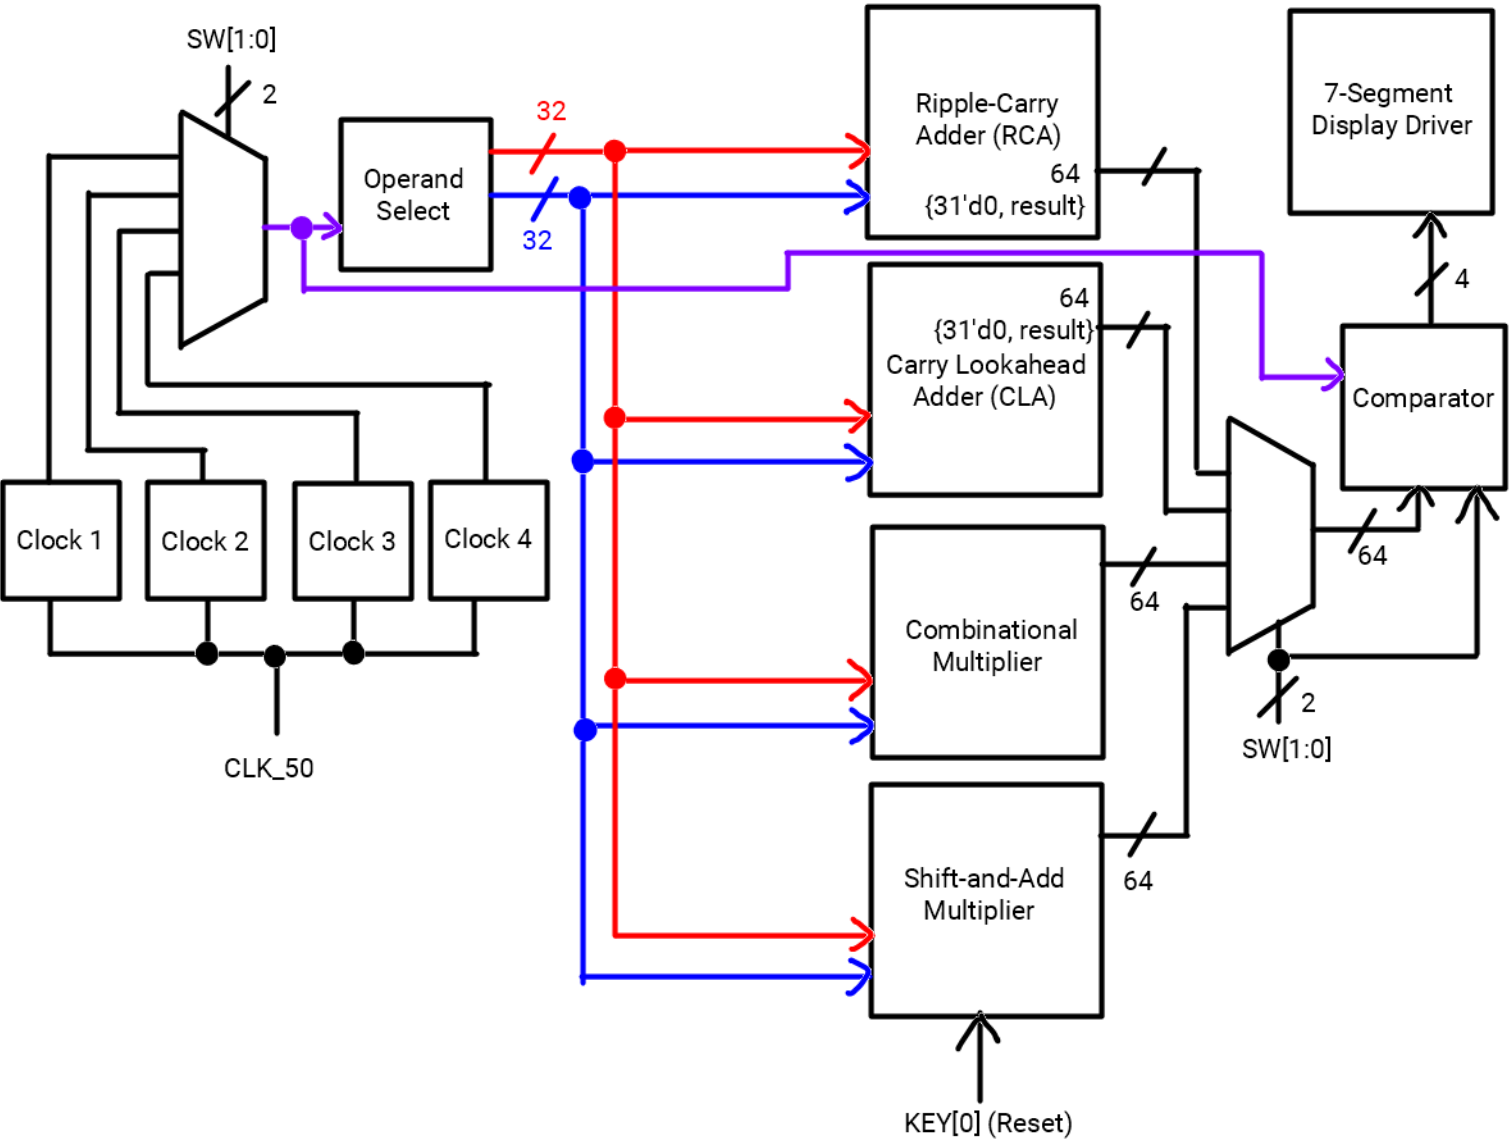 SW[1:0]
2
Operand
Select
32
32
Ripple-Carry
Adder (RCA)
64
{31'd0, result}
7-Segment
Display Driver
4
64
{31'd0, result}
Carry Lookahead
Adder (CLA)
Comparator
Clock 1
Clock 2
Clock 3
Clock 4
CLK_50
64
Combinational
Multiplier
64
2
SW[1:0]
Shift-and-Add
Multiplier
64
KEY[0] (Reset)